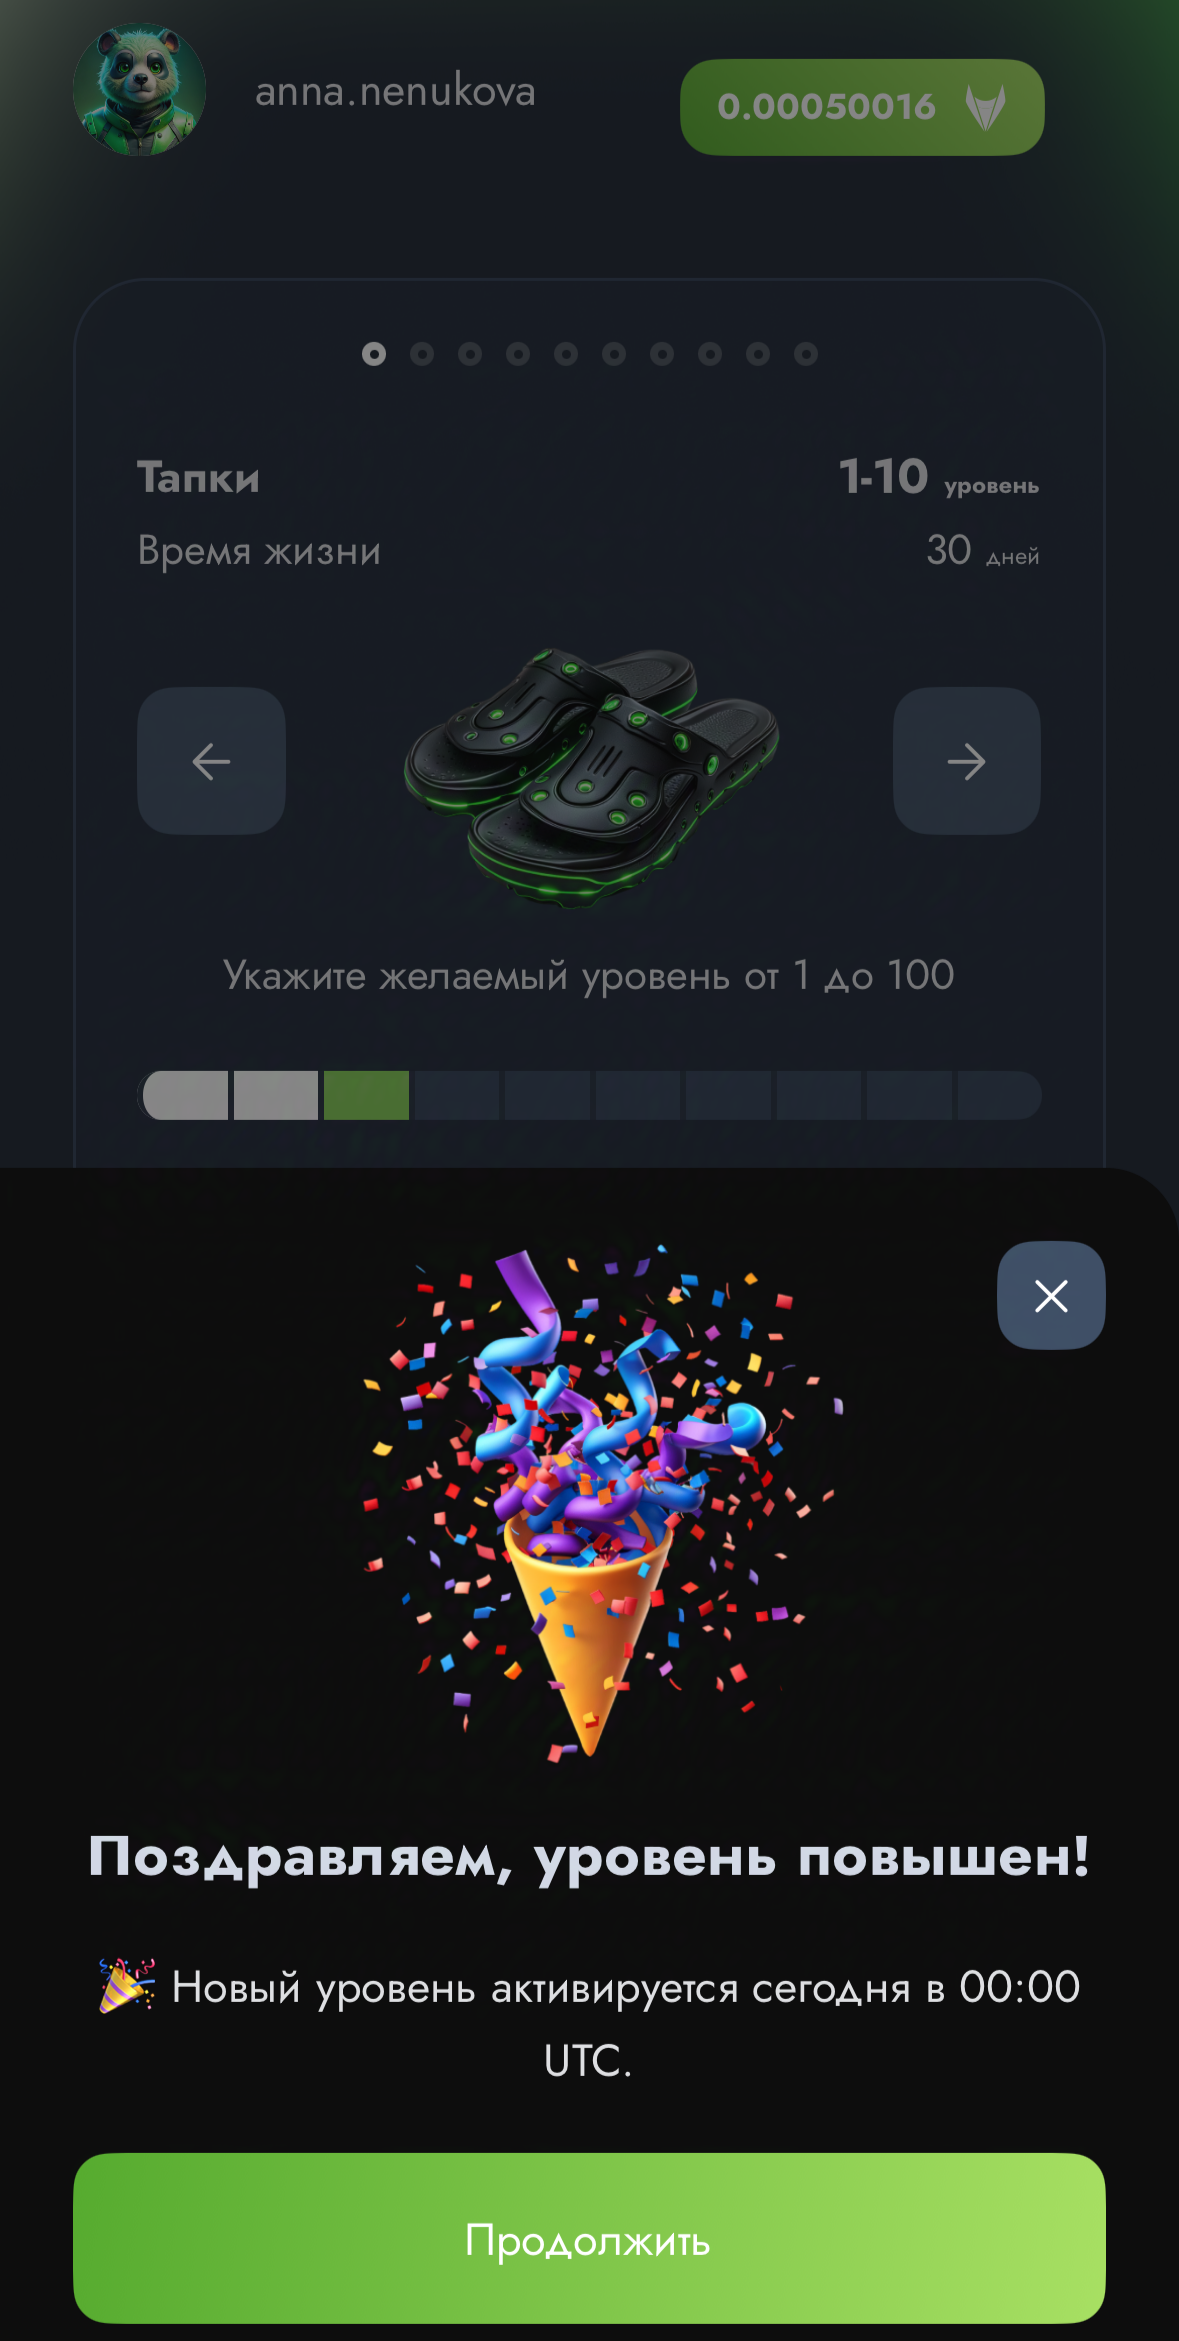 anna.nenukova
0.00050016
Тапки
1-10 уровень
Время жизни
30 дней
Укажите желаемый уровень от 1 до 100
Поздравляем, уровень повышен!
🎉 Новый уровень активируется сегодня в 00:00
UTC.
Продолжить